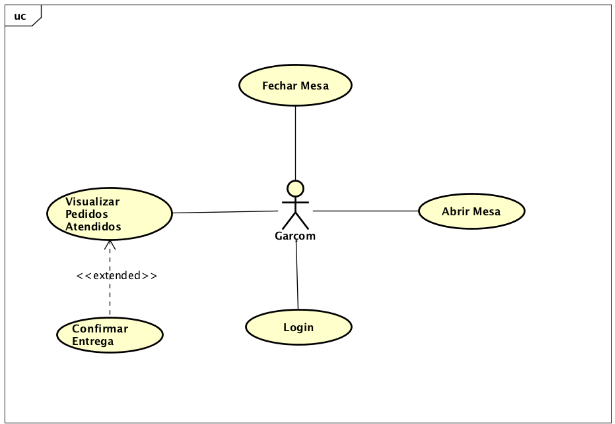 uc
Fechar Mesa
Visualizar
Pedidos
Atendidos
Garçom
Abrir Mesa
<<extended>>
Confirmar
Entrega
Login